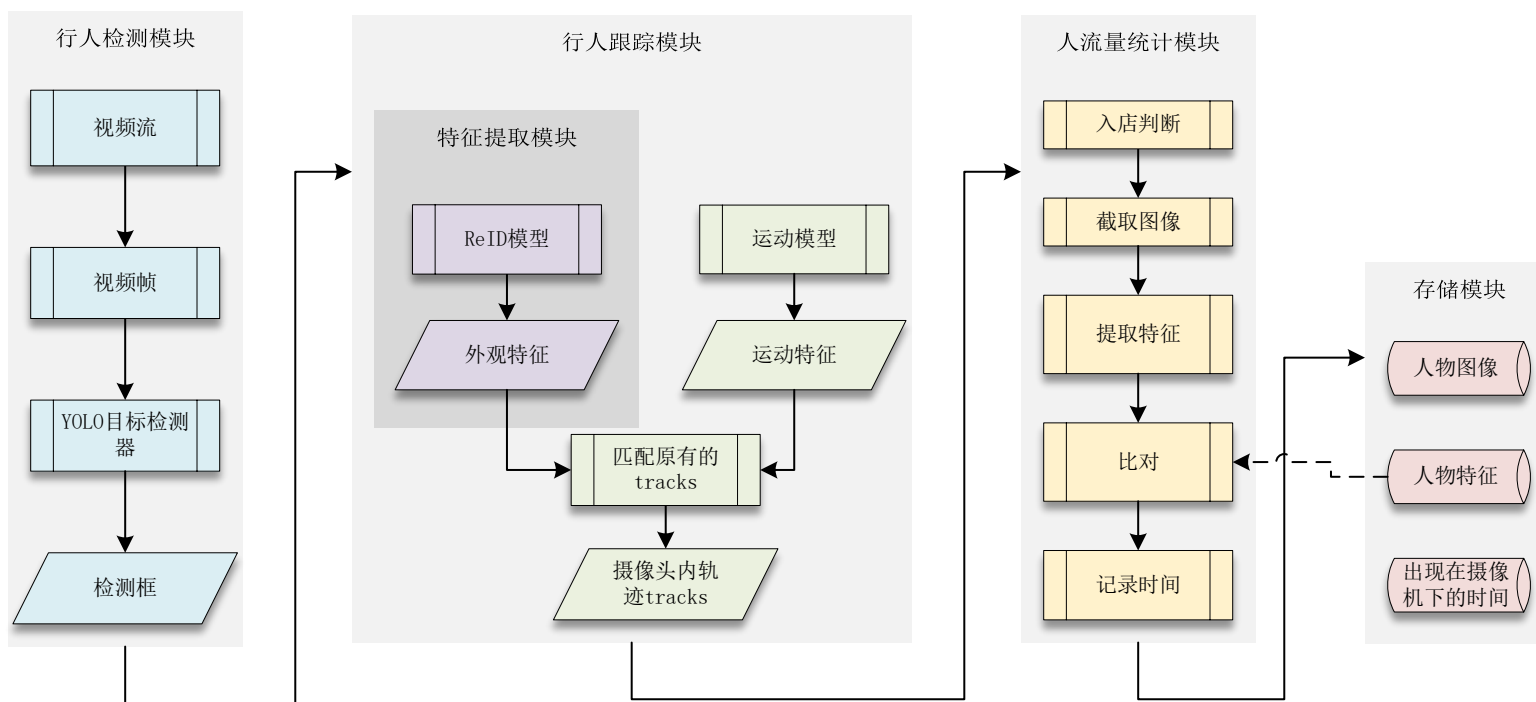 行人检测模块
视频流
视频帧
YOLO目标检测
器
检测框
行人跟踪模块
特征提取模块
ReID模型
外观特征
运动模型
运动特征
匹配原有的
tracks
摄像头内轨
迹tracks
人流量统计模块
入店判断
截取图像
提取特征
比对
记录时间
存储模块
人物图像
人物特征
出现在摄像
机下的时间